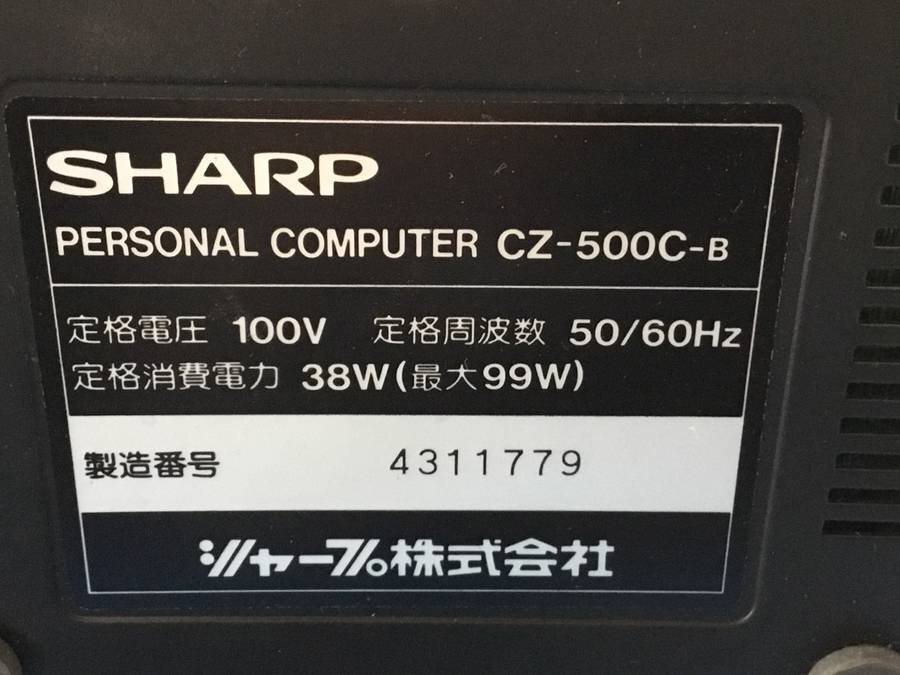 SHARP
PERSONAL COMPUTER CZ-500C-B
定格電圧 100V 定格周波数 50/60Hz
定格消費電力 38W(最大99W)
製造番号 4311779
シャープ株式会社